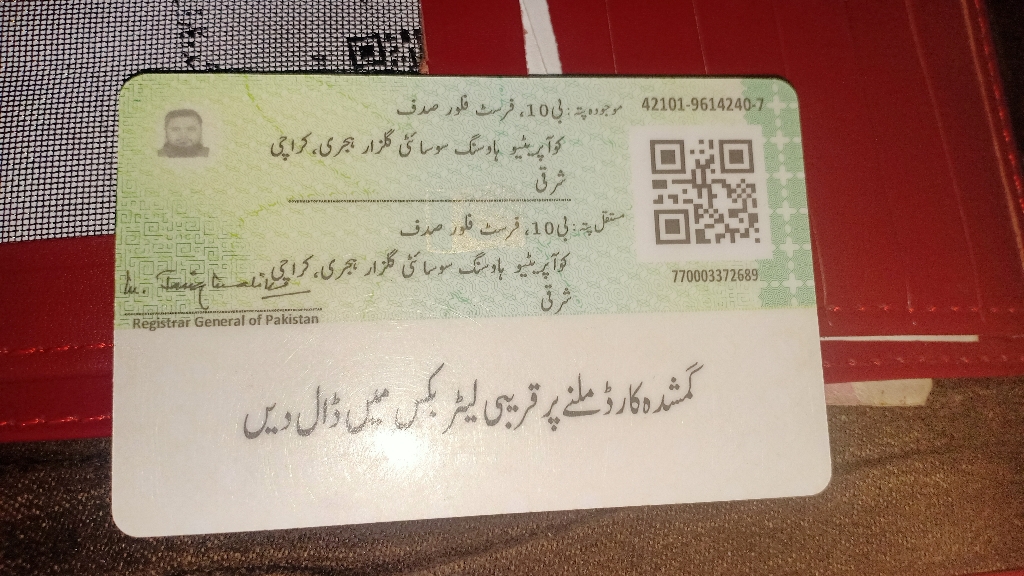 موجودہ پتہ: بی 10، فرسٹ فلور صدف
42101-9614240-7
کوآپریٹیو ہاوسنگ سوسائٹی گلزار ہجری، کراچی
شرقی
مستقل پتہ: بی 10، فرسٹ فلور صدف
کوآپریٹیو ہاوسنگ سوسائٹی گلزار ہجری، کراچی
شرقی
770003372689
Registrar General of Pakistan
گمشدہ کارڈ ملنے پر قریبی لیٹر بکس میں ڈال دیں